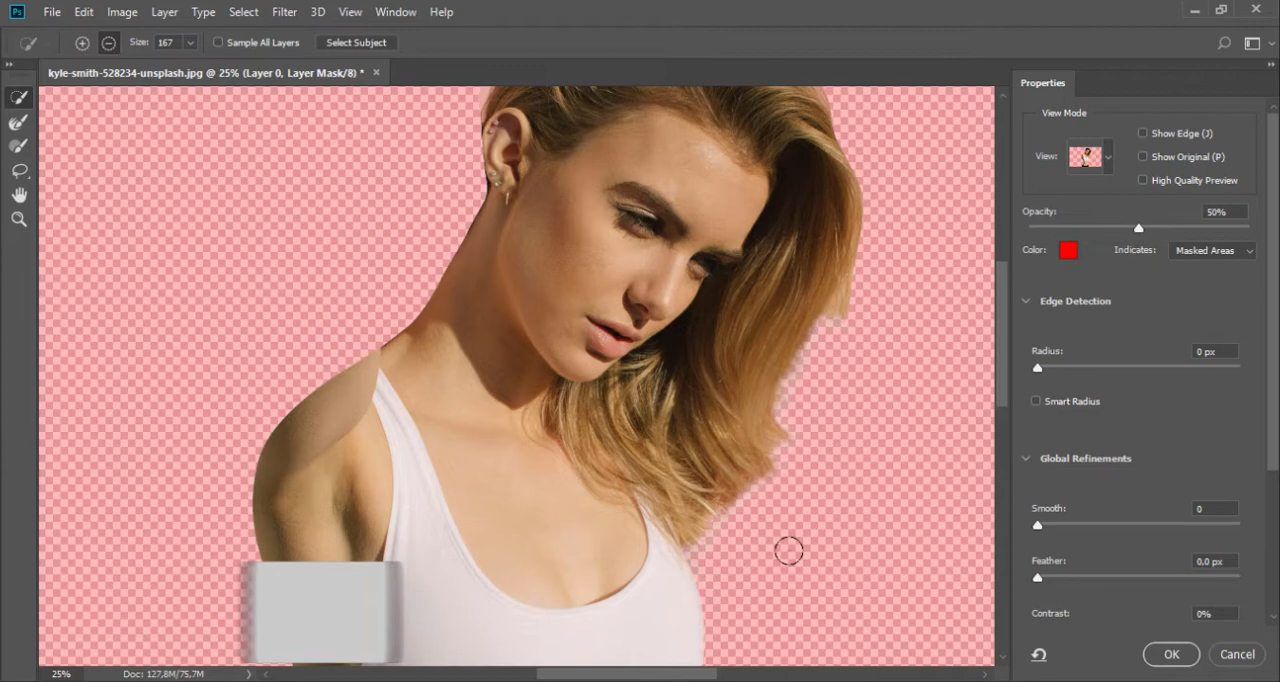 Ps File Edit Image Layer Type Select Filter 3D View Window Help
Size: 167 Sample All Layers Select Subject
kyle-smith-528234-unsplash.jpg @ 25% (Layer 0, Layer Mask/8) * ×
Properties
View Mode
Show Edge (J)
View:
Show Original (P)
High Quality Preview
Opacity: 50%
Color: Indicates: Masked Areas
Edge Detection
Radius: 0 px
Smart Radius
Global Refinements
Smooth: 0
Feather: 0,0 px
Contrast: 0%
OK Cancel
25% Doc: 127,8M/75,7M